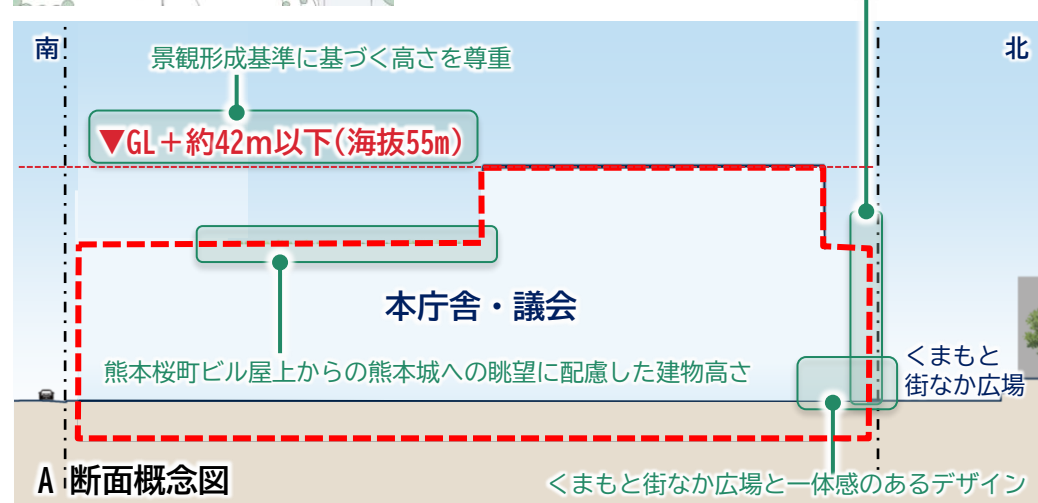 南
北
景観形成基準に基づく高さを尊重
▼GL+約42m以下(海抜55m)
本庁舎・議会
熊本桜町ビル屋上からの熊本城への眺望に配慮した建物高さ
くまもと
街なか広場
A 断面概念図
くまもと街なか広場と一体感のあるデザイン